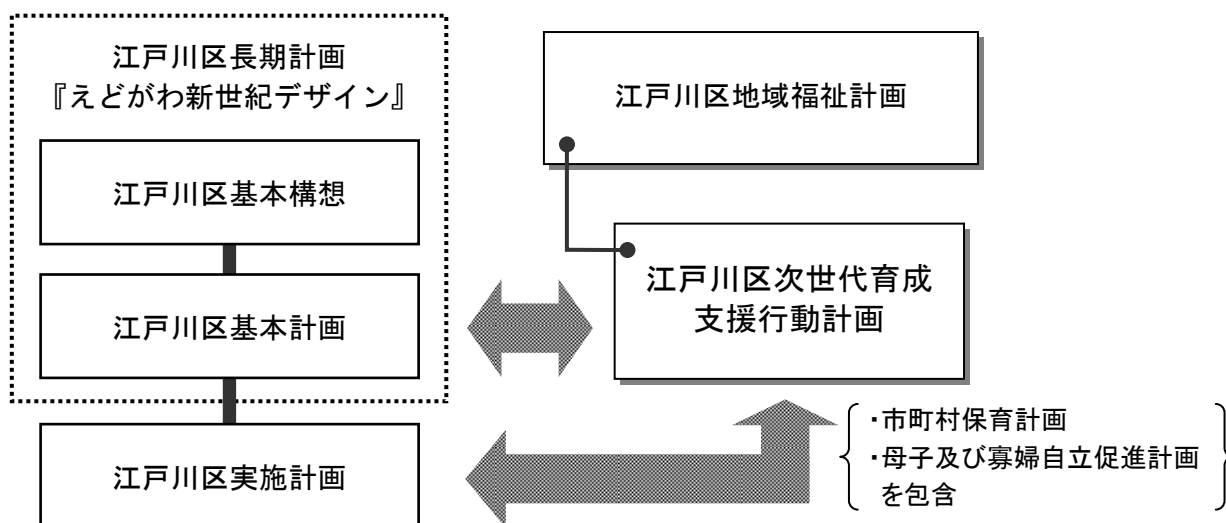 江戸川区長期計画
『えどがわ新世紀デザイン』
江戸川区基本構想
江戸川区基本計画
江戸川区実施計画
江戸川区地域福祉計画
江戸川区次世代育成
支援行動計画
・市町村保育計画
・母子及び寡婦自立促進計画
を包含